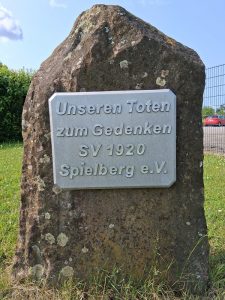 Unseren Toten
zum Gedenken
SV 1920
Spielberg e.V.